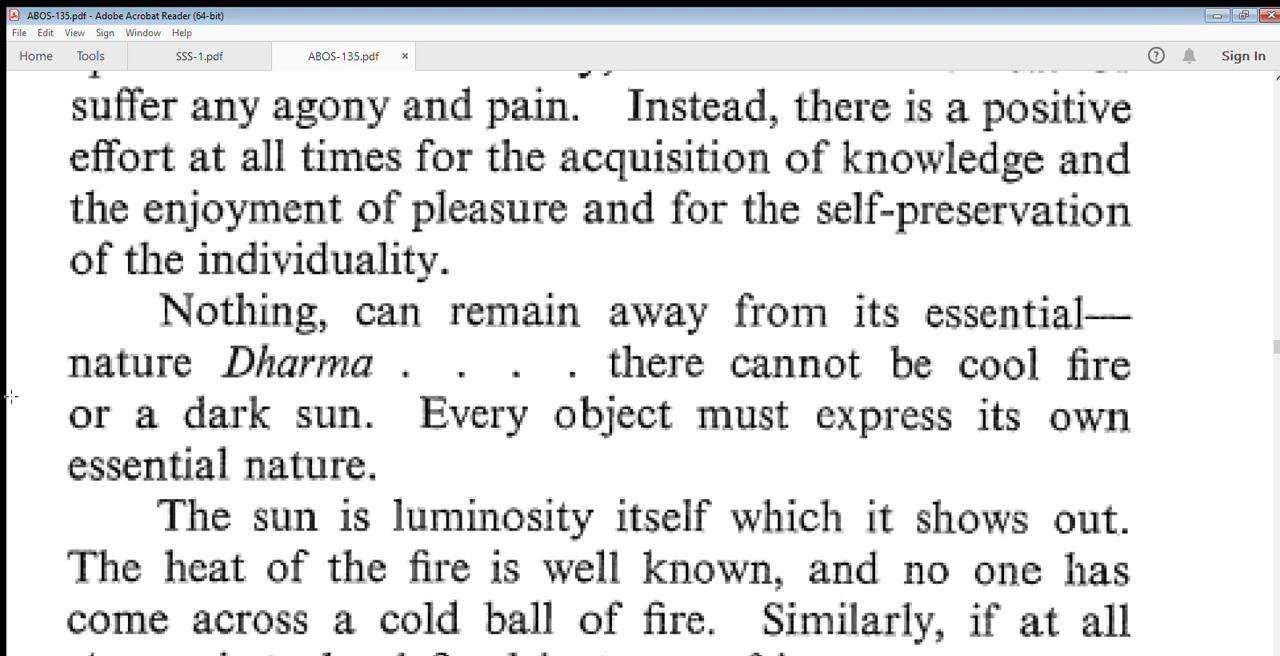 ABOS-135.pdf - Adobe Acrobat Reader (64-bit)
File Edit View Sign Window Help
Home Tools SSS-1.pdf ABOS-135.pdf × ? Sign In
suffer any agony and pain. Instead, there is a positive
effort at all times for the acquisition of knowledge and
the enjoyment of pleasure and for the self-preservation
of the individuality.
Nothing, can remain away from its essential—
nature Dharma . . . . there cannot be cool fire
or a dark sun. Every object must express its own
essential nature.
The sun is luminosity itself which it shows out.
The heat of the fire is well known, and no one has
come across a cold ball of fire. Similarly, if at all